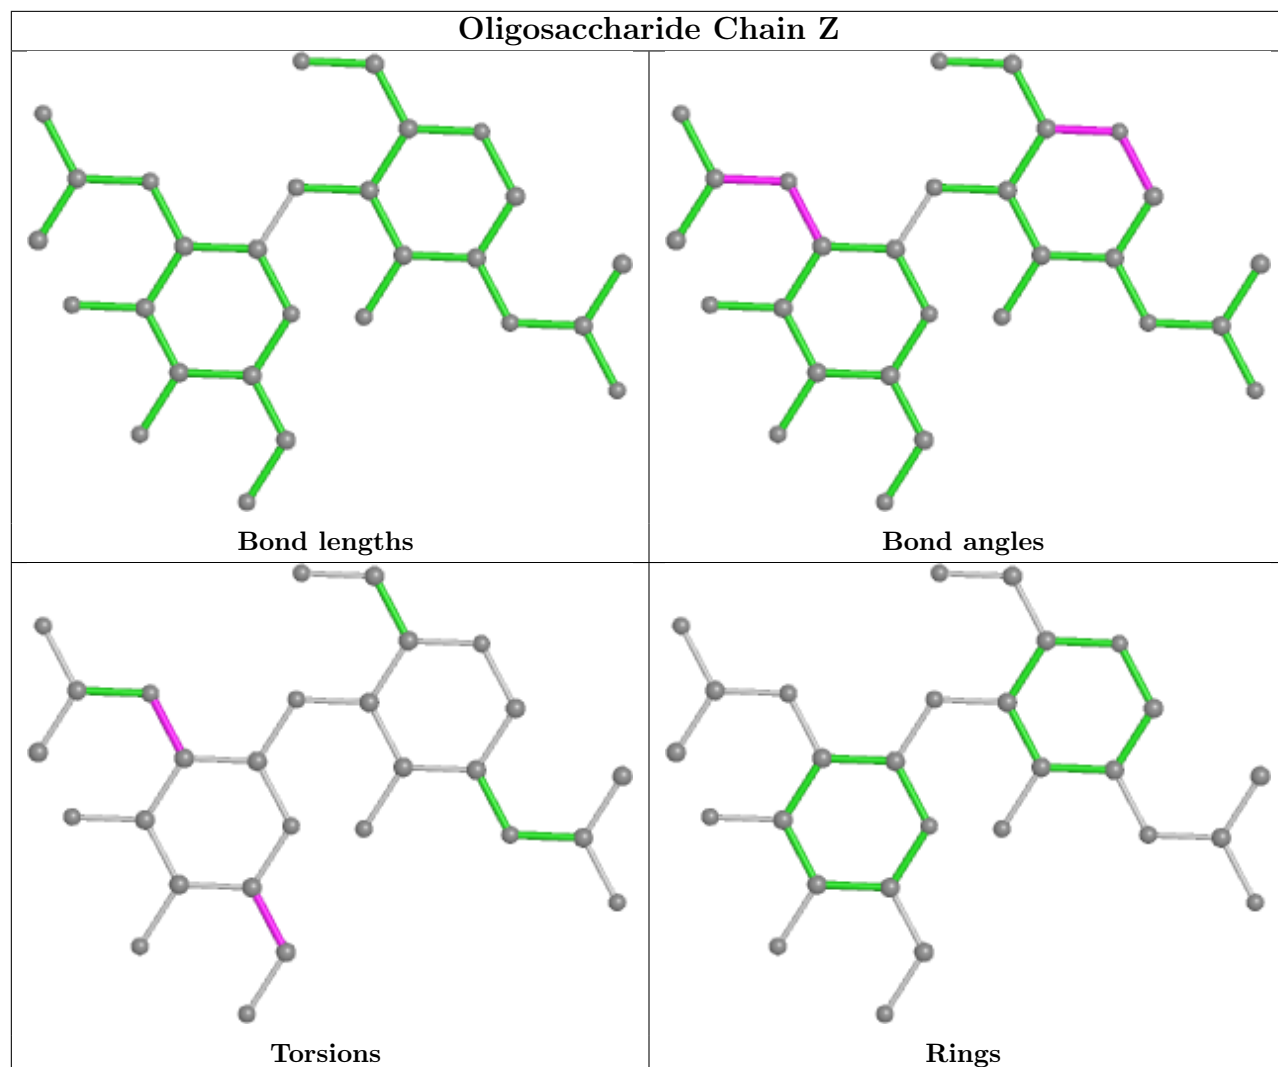 Oligosaccharide Chain Z
Bond lengths
Bond angles
Torsions
Rings